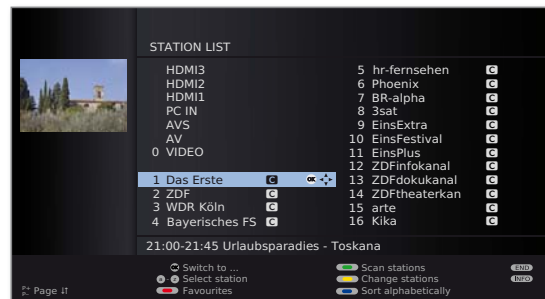 STATION LIST
HDMI3
HDMI2
HDMI1
PC IN
AVS
AV
0 VIDEO
1 Das Erste C OK
2 ZDF C
3 WDR Köln C
4 Bayerisches FS C
5 hr-fernsehen C
6 Phoenix C
7 BR-alpha C
8 3sat C
9 EinsExtra C
10 EinsFestival C
11 EinsPlus C
12 ZDFinfokanal C
13 ZDFdokukanal C
14 ZDFtheaterkan C
15 arte C
16 Kika C
21:00-21:45 Urlaubsparadies - Toskana
OK Switch to ...
Select station
Favourites
Scan stations
Change stations
Sort alphabetically
END
INFO
P+ P- Page